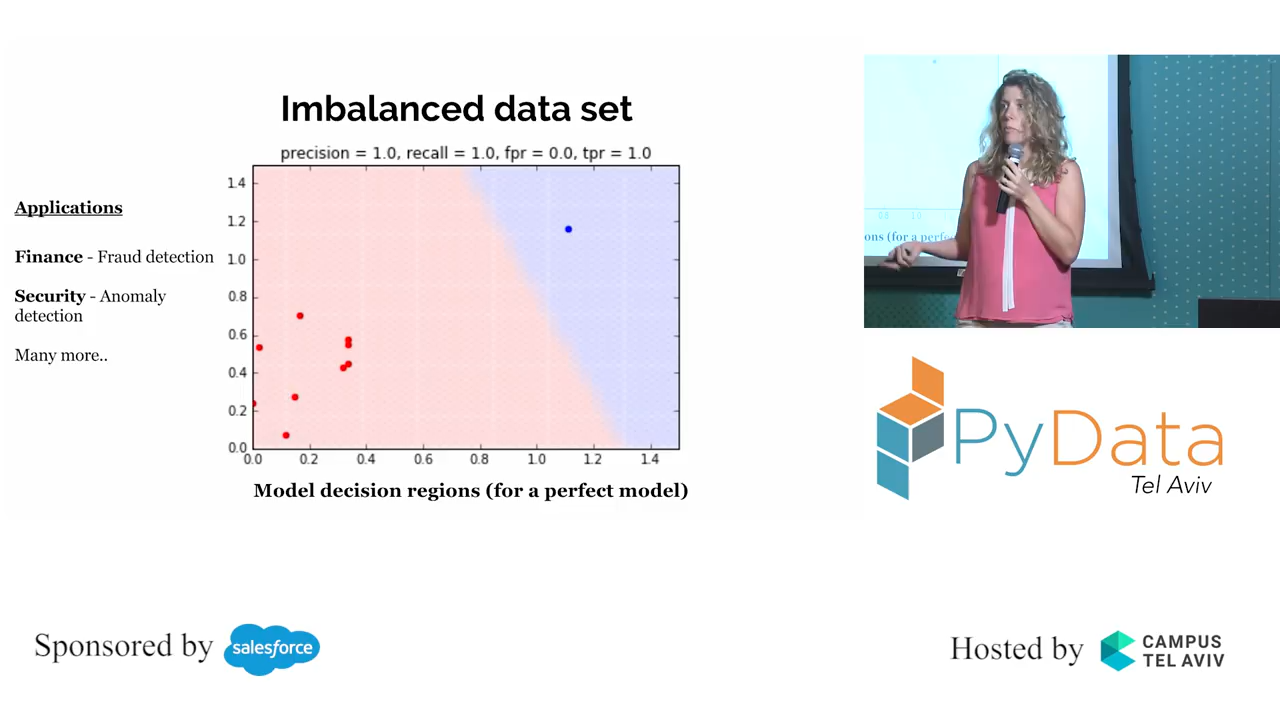 Imbalanced data set
precision = 1.0, recall = 1.0, fpr = 0.0, tpr = 1.0
Applications
Finance - Fraud detection
Security - Anomaly
detection
Many more..
1.4
1.2
1.0
0.8
0.6
0.4
0.2
0.0
0.0 0.2 0.4 0.6 0.8 1.0 1.2 1.4
Model decision regions (for a perfect model)
ons (for a perfe
PyData
Tel Aviv
Sponsored by
salesforce
Hosted by
CAMPUS
TEL AVIV